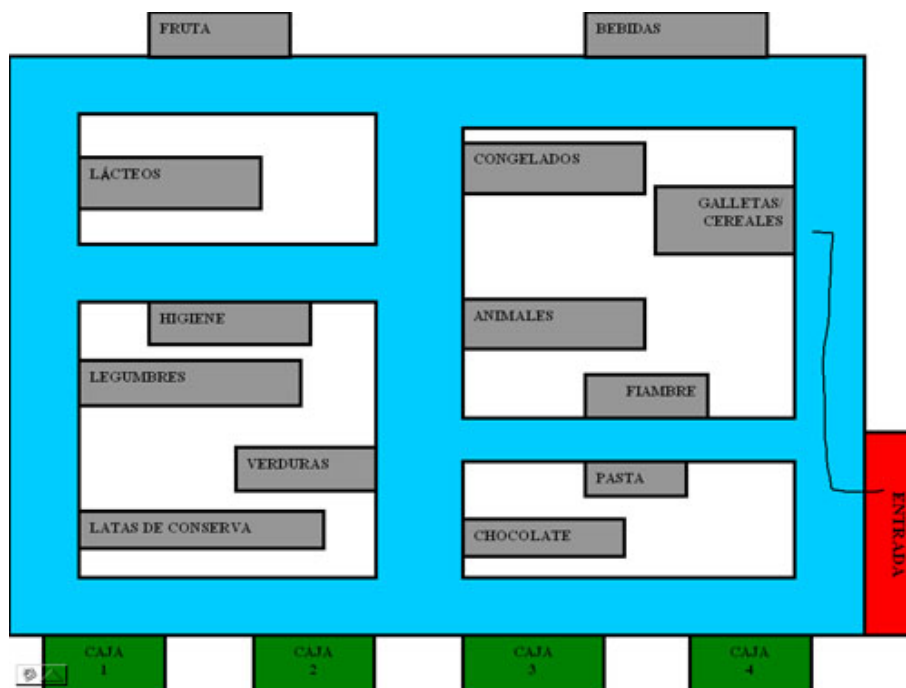 FRUTA
BEBIDAS
LÁCTEOS
CONGELADOS
GALLETAS/
CEREALES
HIGIENE
ANIMALES
LEGUMBRES
FIAMBRE
VERDURAS
PASTA
LATAS DE CONSERVA
CHOCOLATE
ENTRADA
CAJA
1
CAJA
2
CAJA
3
CAJA
4